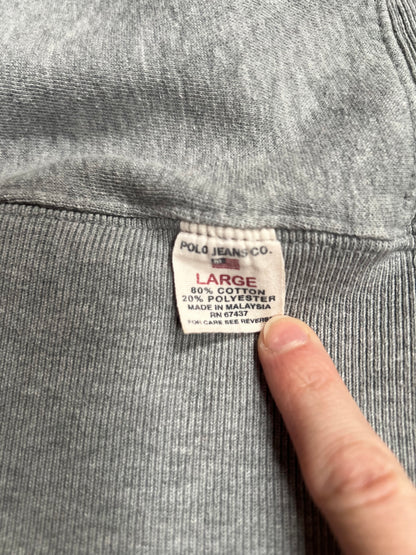 POLO JEANS CO.
LARGE
80% COTTON
20% POLYESTER
MADE IN MALAYSIA
RN 67437
FOR CARE SEE REVERSE